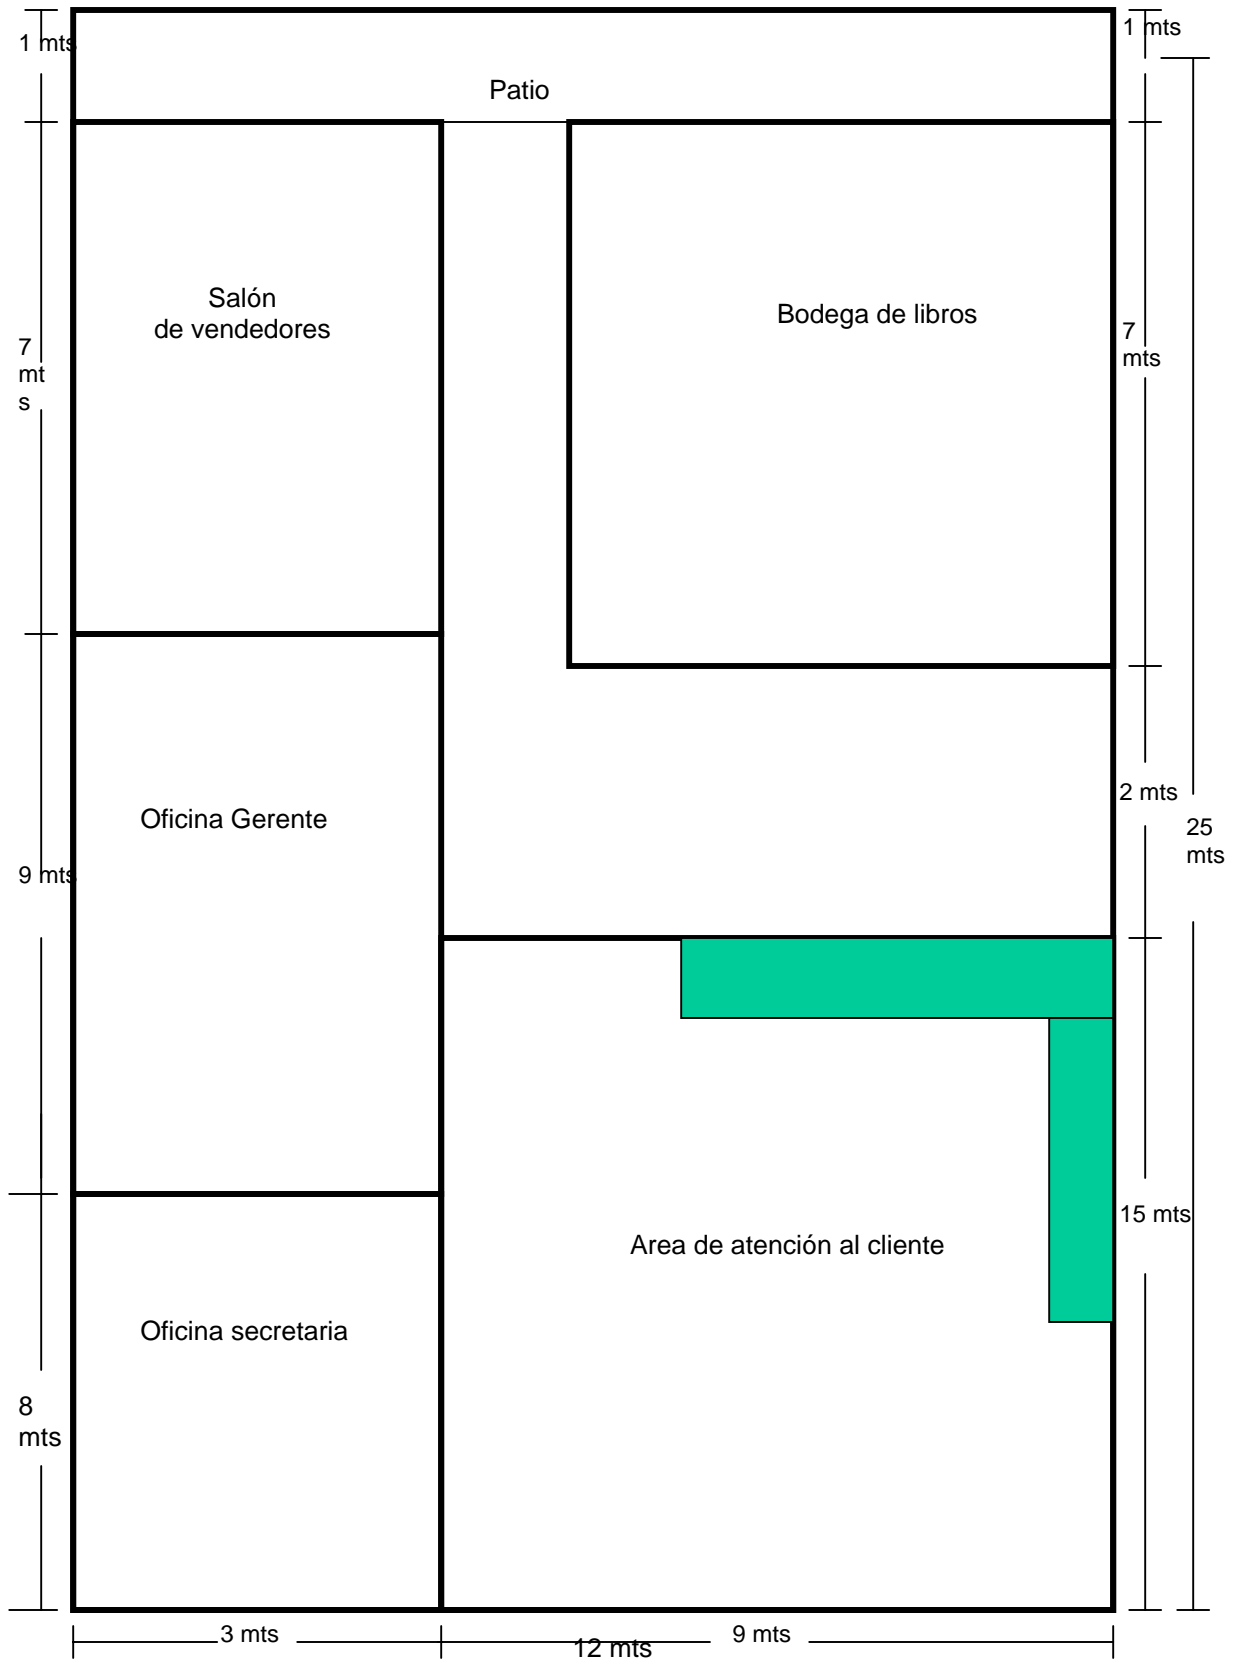 1 mts
1 mts
Patio
Salón
de vendedores
Bodega de libros
7
mt
s
7
mts
Oficina Gerente
2 mts
25
mts
9 mts
15 mts
Area de atención al cliente
Oficina secretaria
8
mts
3 mts
12 mts
9 mts